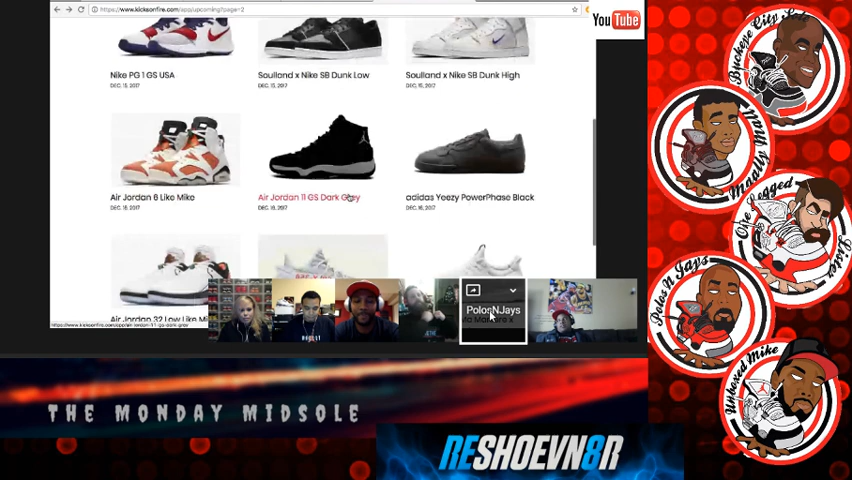 https://www.kicksonfire.com/app/upcoming?page=2
YouTube
Nike PG 1 GS USA
DEC. 15, 2017
Soulland x Nike SB Dunk Low
DEC. 15, 2017
Soulland x Nike SB Dunk High
DEC. 15, 2017
Air Jordan 6 Like Mike
DEC. 16, 2017
Air Jordan 11 GS Dark Grey
DEC. 16, 2017
adidas Yeezy PowerPhase Black
DEC. 16, 2017
Air Jordan 32 Low Like Mi
PolosNJays
THE MONDAY MIDSOLE
RESHOEVN8R
Buckeye City Sole
Mnally Matt
One Legged Lister
Polos N Jays
Unboxed Mike